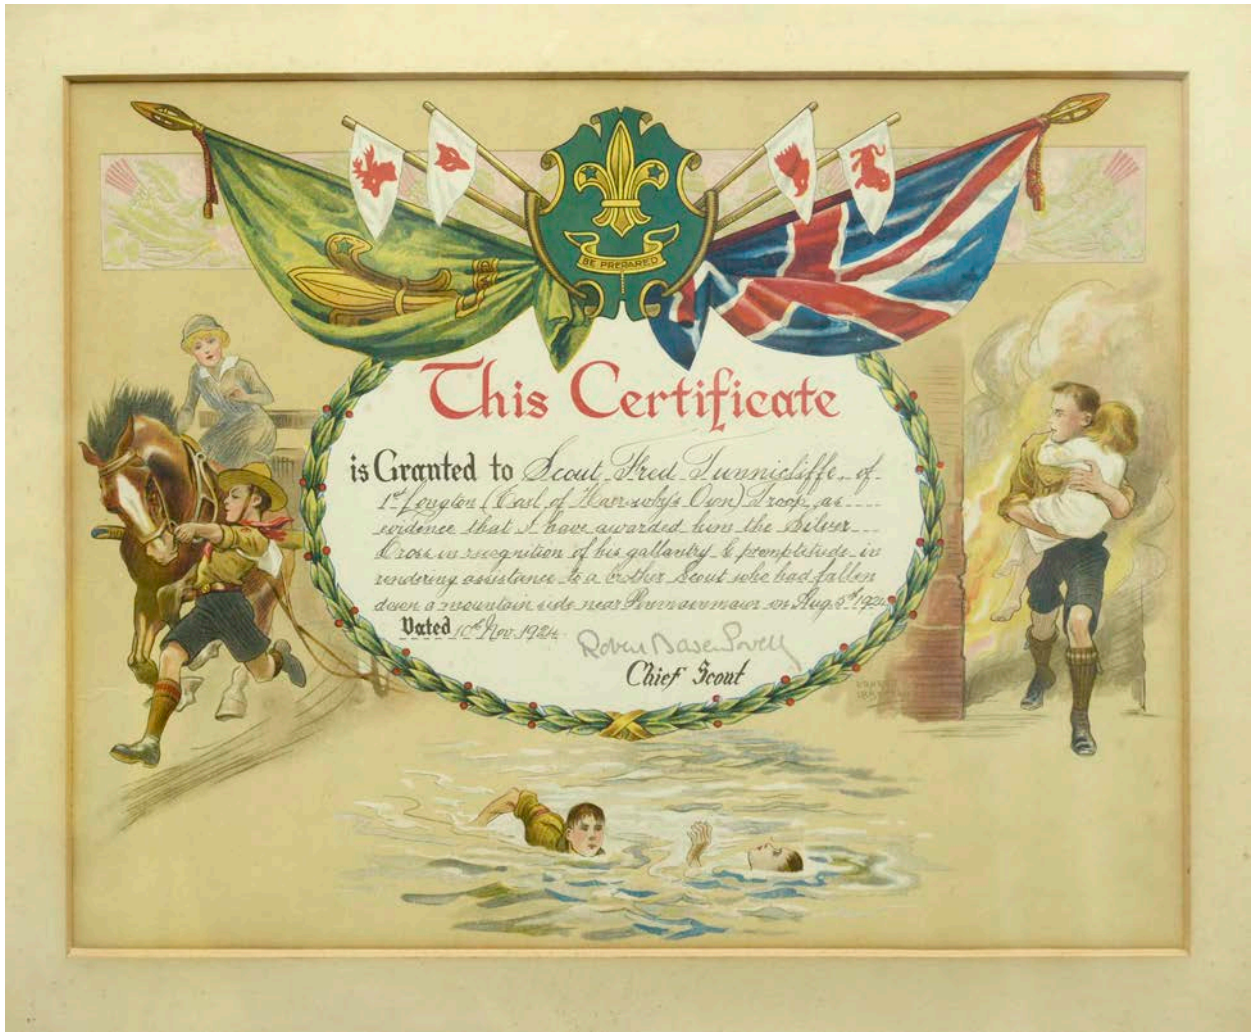 BE PREPARED
This Certificate
is Granted to Scout Fred Tunnicliffe of
1st Longton (Earl of Harrowby's Own) Troop, as
evidence that I have awarded him the Silver
Cross in recognition of his gallantry & promptitude in
rendering assistance to a brother Scout who had fallen
down a mountain side near Penmaenmawr on Aug. 5th 1924
Dated 10th Nov. 1924.
Robert Baden Powell
Chief Scout